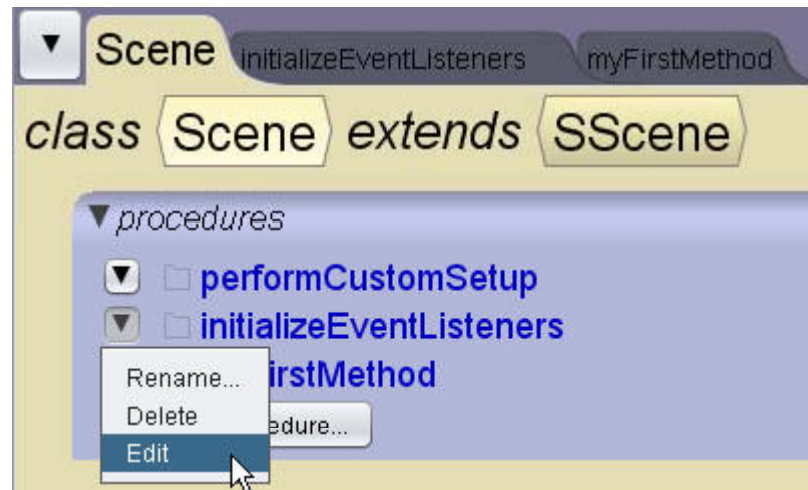 Scene initializeEventListeners myFirstMethod
class Scene extends SScene
procedures
performCustomSetup
initializeEventListeners
irstMethod
Rename...
Delete
edure...
Edit